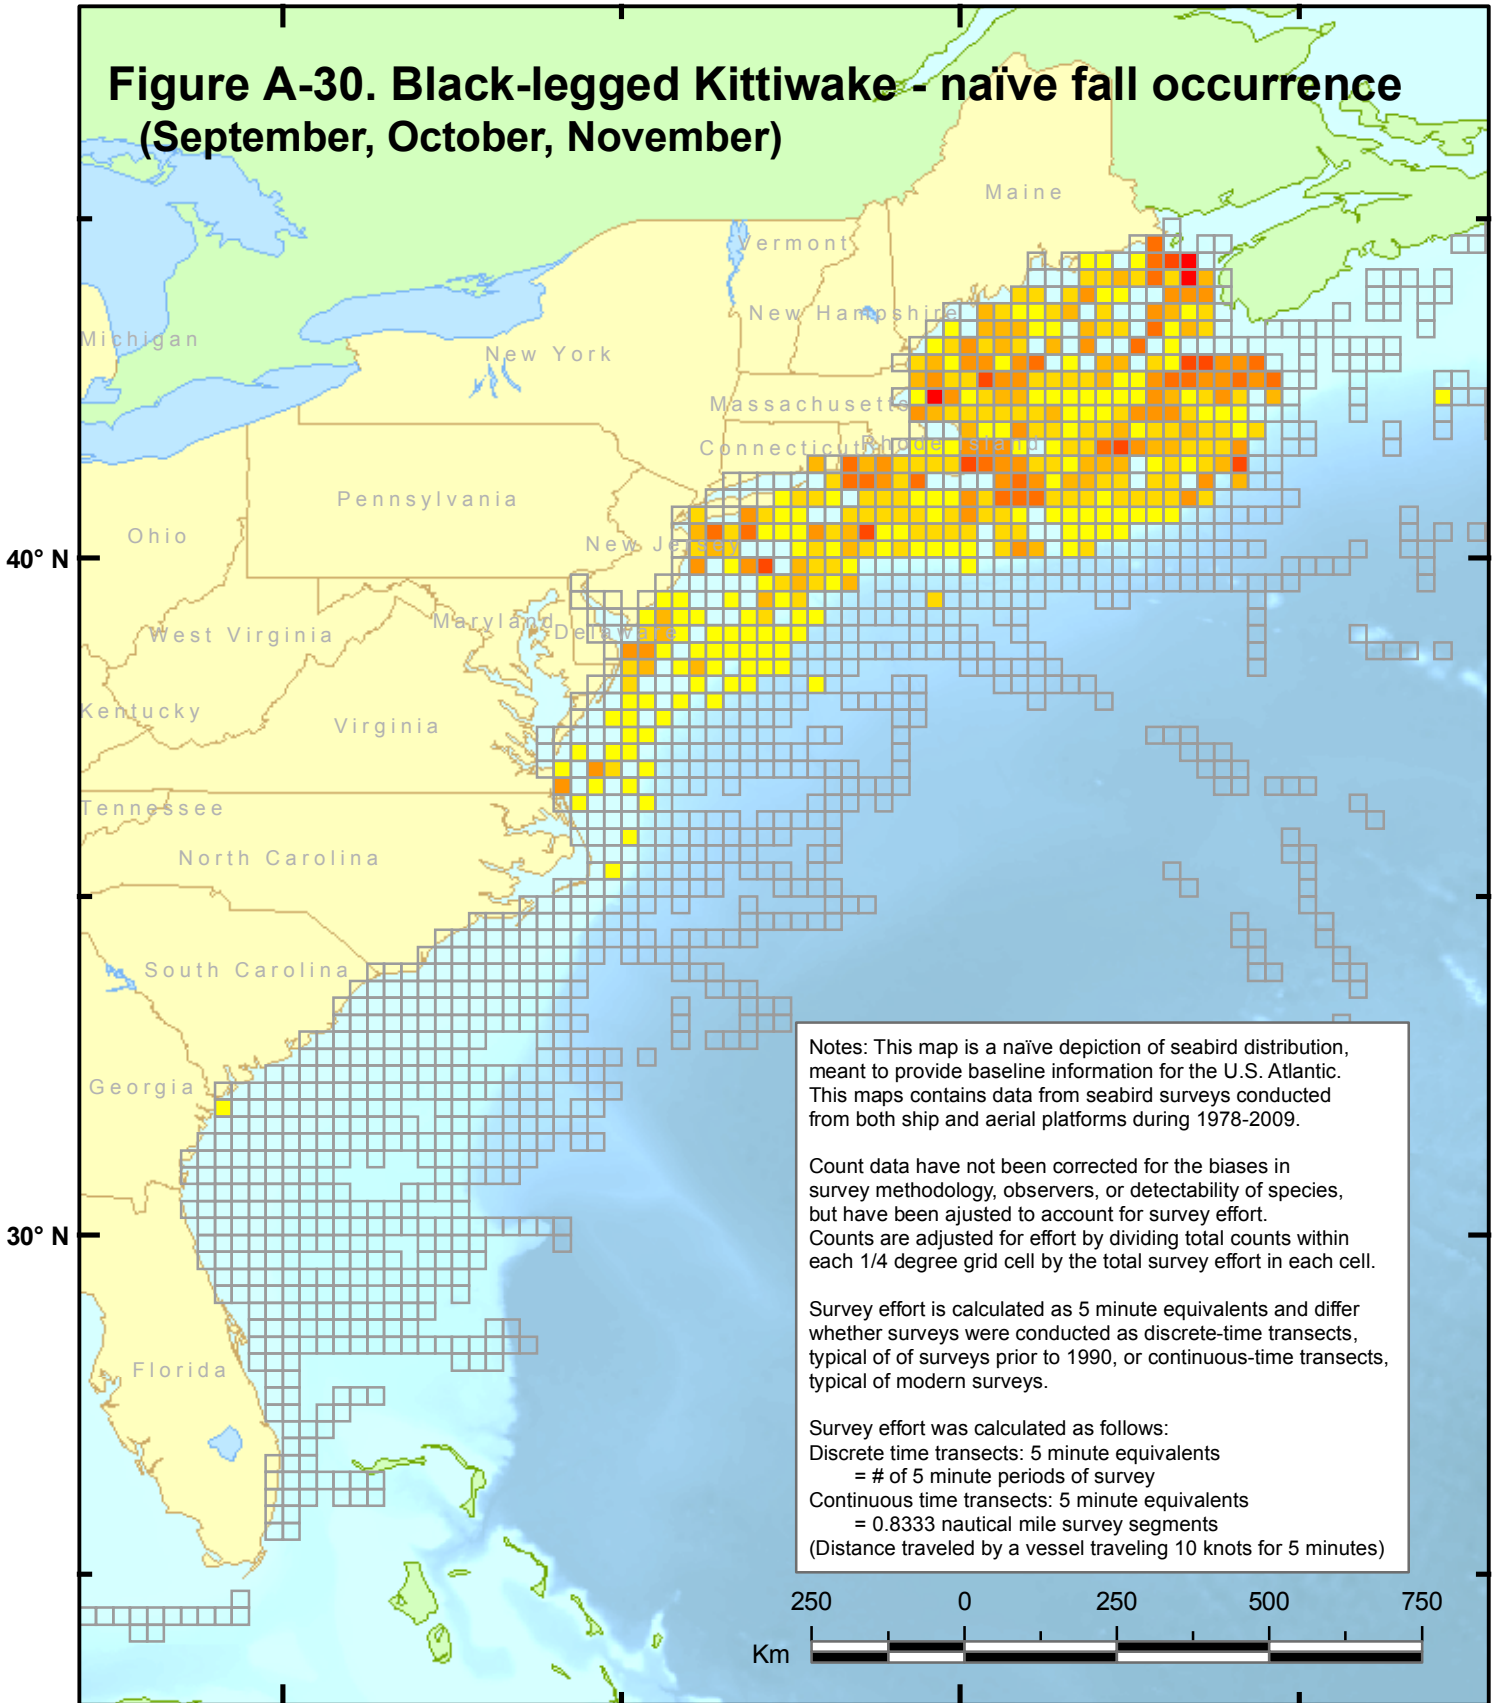 Figure A-30. Black-legged Kittiwake - naïve fall occurrence
(September, October, November)
Maine
Vermont
New Hampshire
Michigan
New York
Massachusetts
Connecticut
Rhode Island
Pennsylvania
Ohio
New Jersey
40° N
Maryland
Delaware
West Virginia
Kentucky
Virginia
Tennessee
North Carolina
South Carolina
Georgia
30° N
Florida
Notes: This map is a naïve depiction of seabird distribution,
meant to provide baseline information for the U.S. Atlantic.
This maps contains data from seabird surveys conducted
from both ship and aerial platforms during 1978-2009.
Count data have not been corrected for the biases in
survey methodology, observers, or detectability of species,
but have been ajusted to account for survey effort.
Counts are adjusted for effort by dividing total counts within
each 1/4 degree grid cell by the total survey effort in each cell.
Survey effort is calculated as 5 minute equivalents and differ
whether surveys were conducted as discrete-time transects,
typical of of surveys prior to 1990, or continuous-time transects,
typical of modern surveys.
Survey effort was calculated as follows:
Discrete time transects: 5 minute equivalents
= # of 5 minute periods of survey
Continuous time transects: 5 minute equivalents
= 0.8333 nautical mile survey segments
(Distance traveled by a vessel traveling 10 knots for 5 minutes)
250 0 250 500 750
Km